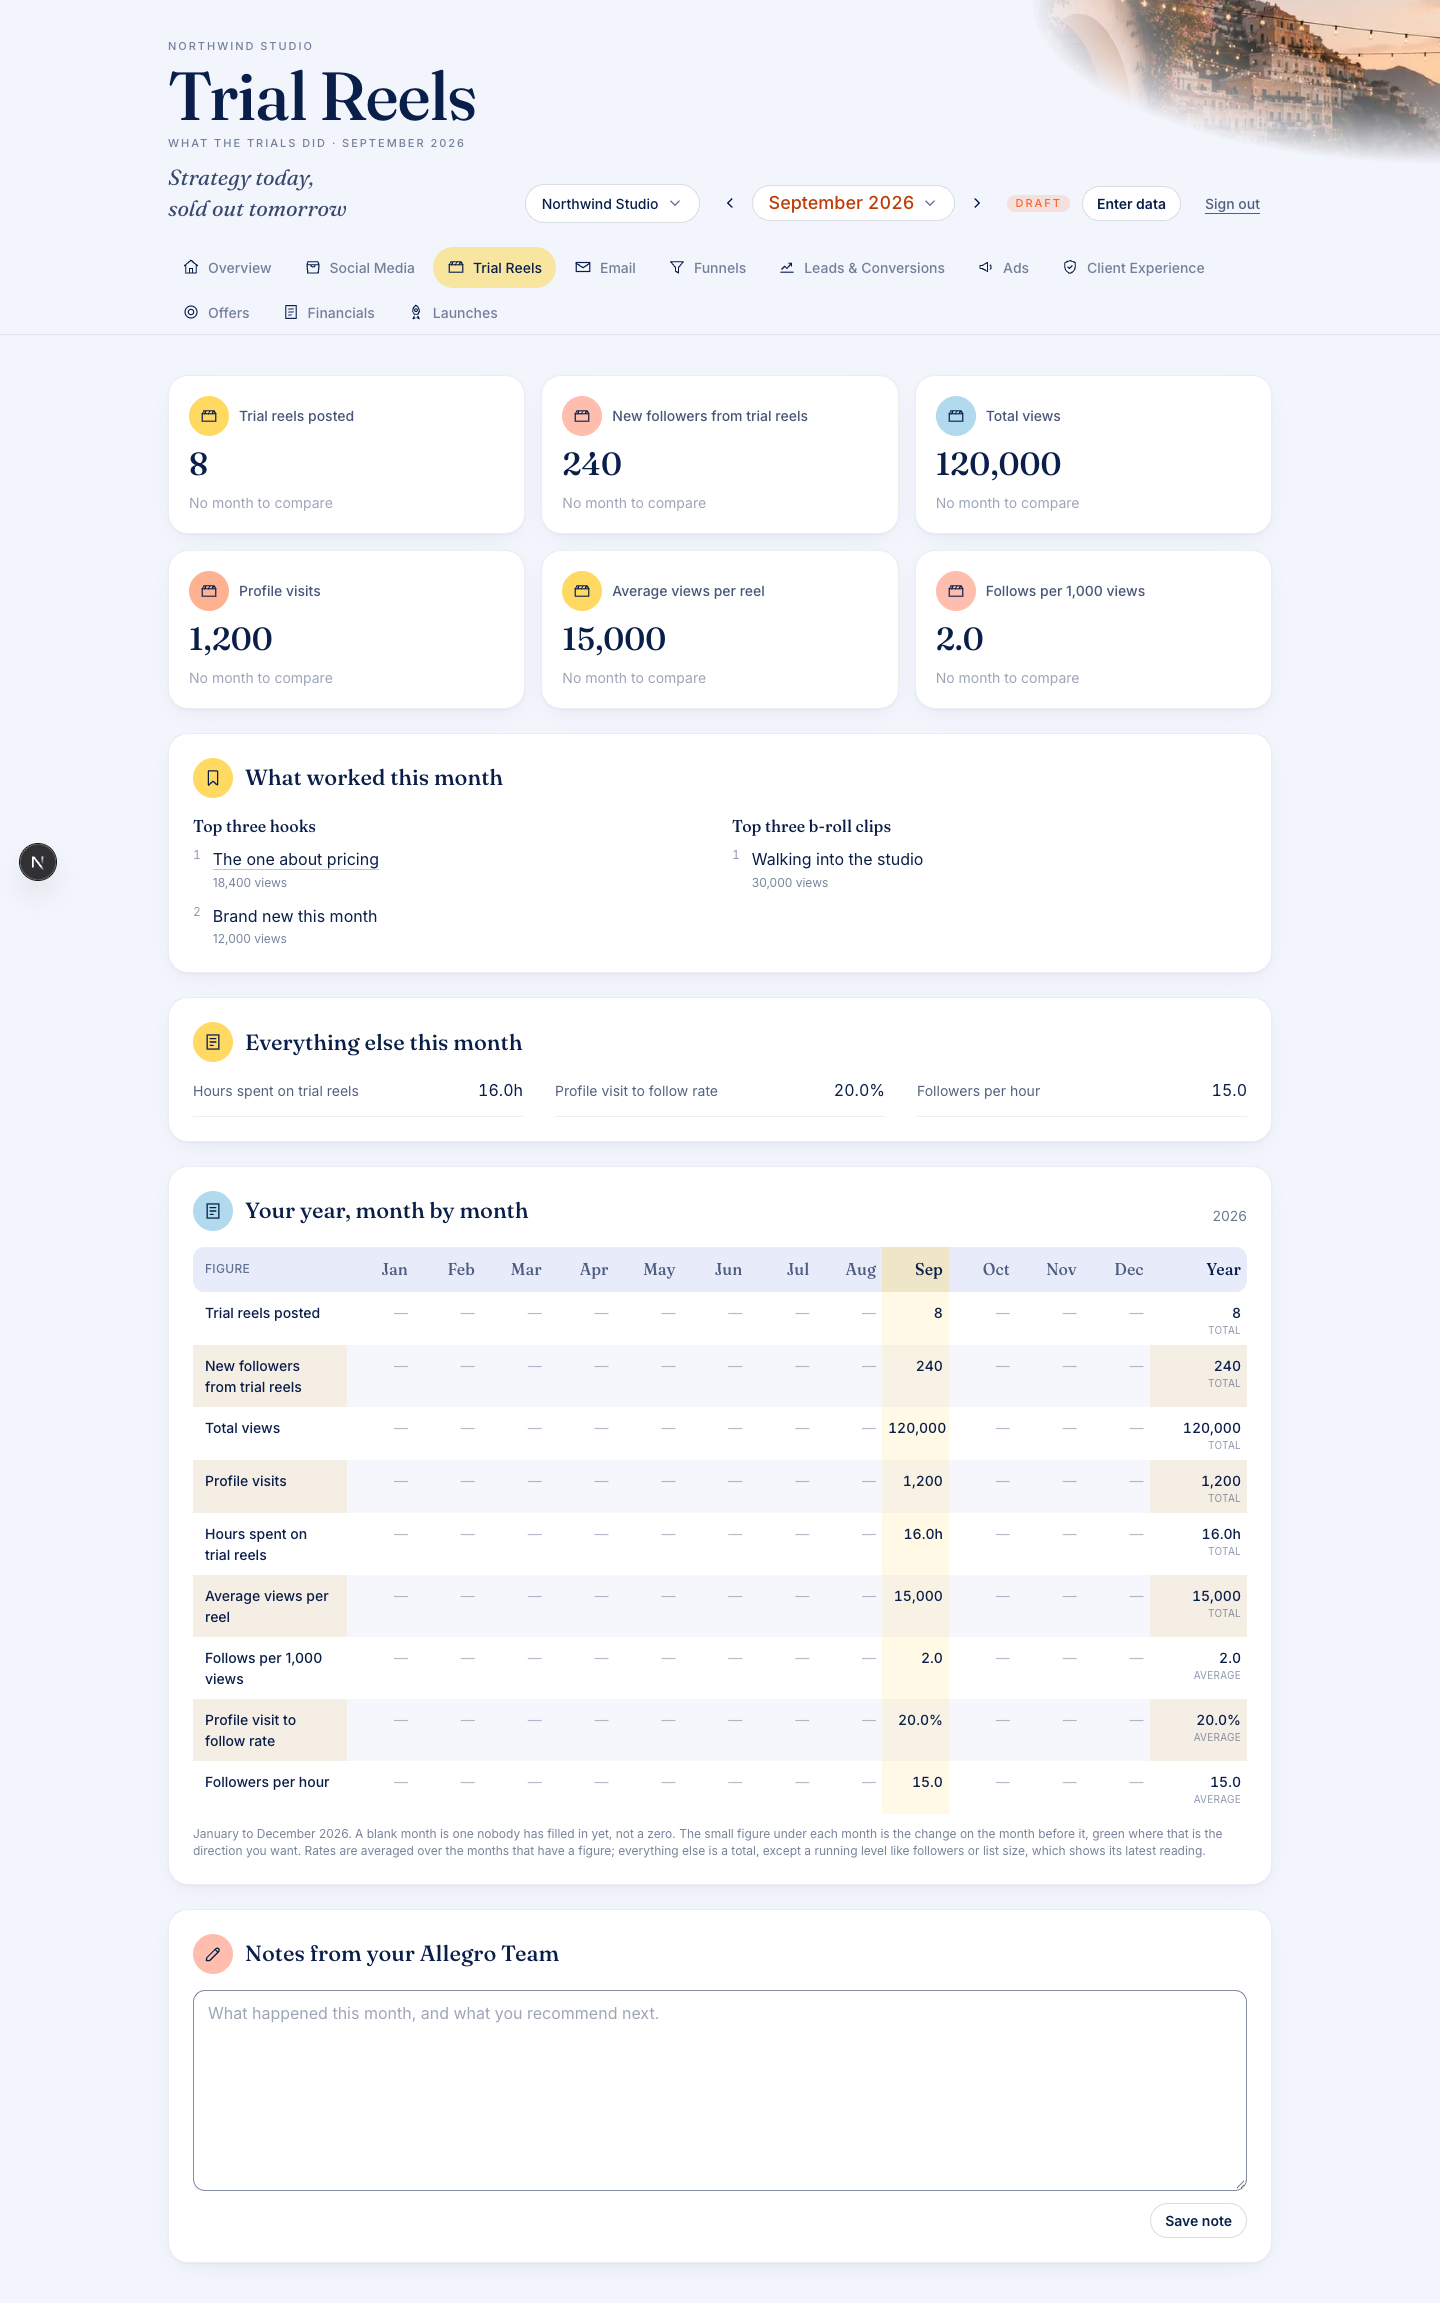 NORTHWIND STUDIO
Trial Reels
WHAT THE TRIALS DID · SEPTEMBER 2026
Strategy today,
sold out tomorrow
Northwind Studio
September 2026
DRAFT
Enter data
Sign out
Overview
Social Media
Trial Reels
Email
Funnels
Leads & Conversions
Ads
Client Experience
Offers
Financials
Launches
Trial reels posted
8
No month to compare
New followers from trial reels
240
No month to compare
Total views
120,000
No month to compare
Profile visits
1,200
No month to compare
Average views per reel
15,000
No month to compare
Follows per 1,000 views
2.0
No month to compare
What worked this month
Top three hooks
1 The one about pricing
18,400 views
2 Brand new this month
12,000 views
Top three b-roll clips
1 Walking into the studio
30,000 views
N
Everything else this month
Hours spent on trial reels 16.0h
Profile visit to follow rate 20.0%
Followers per hour 15.0
Your year, month by month
2026
FIGURE Jan Feb Mar Apr May Jun Jul Aug Sep Oct Nov Dec Year
Trial reels posted — — — — — — — — 8 — — — 8
TOTAL
New followers — — — — — — — — 240 — — — 240
from trial reels TOTAL
Total views — — — — — — — — 120,000 — — — 120,000
TOTAL
Profile visits — — — — — — — — 1,200 — — — 1,200
TOTAL
Hours spent on — — — — — — — — 16.0h — — — 16.0h
trial reels TOTAL
Average views per — — — — — — — — 15,000 — — — 15,000
reel TOTAL
Follows per 1,000 — — — — — — — — 2.0 — — — 2.0
views AVERAGE
Profile visit to — — — — — — — — 20.0% — — — 20.0%
follow rate AVERAGE
Followers per hour — — — — — — — — 15.0 — — — 15.0
AVERAGE
January to December 2026. A blank month is one nobody has filled in yet, not a zero. The small figure under each month is the change on the month before it, green where that is the
direction you want. Rates are averaged over the months that have a figure; everything else is a total, except a running level like followers or list size, which shows its latest reading.
Notes from your Allegro Team
What happened this month, and what you recommend next.
Save note